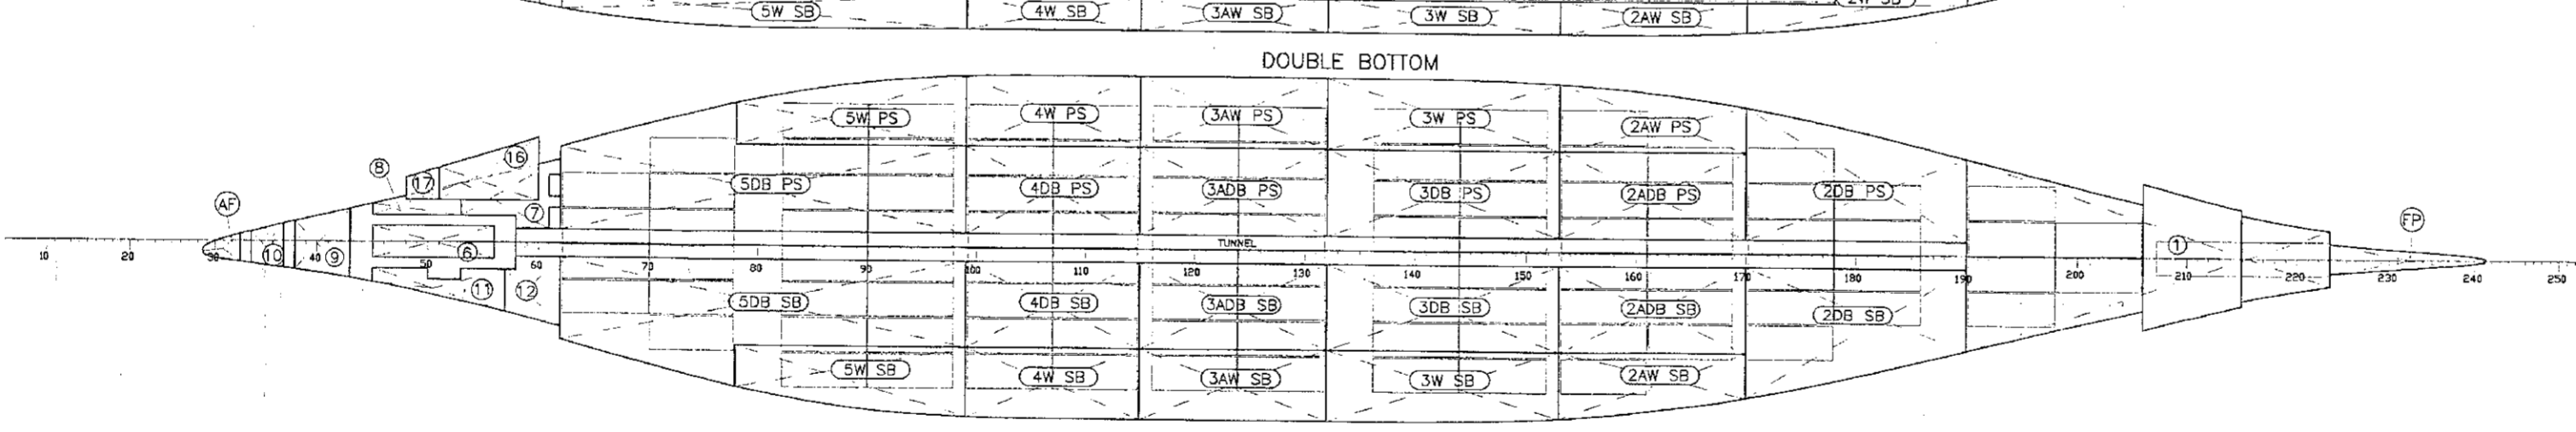 5W SB 4W SB 3AW SB 3W SB 2AW SB 2W SB
DOUBLE BOTTOM
5W PS 4W PS 3AW PS 3W PS 2AW PS
8 17 16
5DB PS 4DB PS 3ADB PS 3DB PS 2ADB PS 2DB PS
AF 7 FP
TUNNEL
10 9 6 1
10 20 30 40 50 60 70 80 90 100 110 120 130 140 150 160 170 180 190 200 210 220 230 240 250
11 12
5DB SB 4DB SB 3ADB SB 3DB SB 2ADB SB 2DB SB
5W SB 4W SB 3AW SB 3W SB 2AW SB